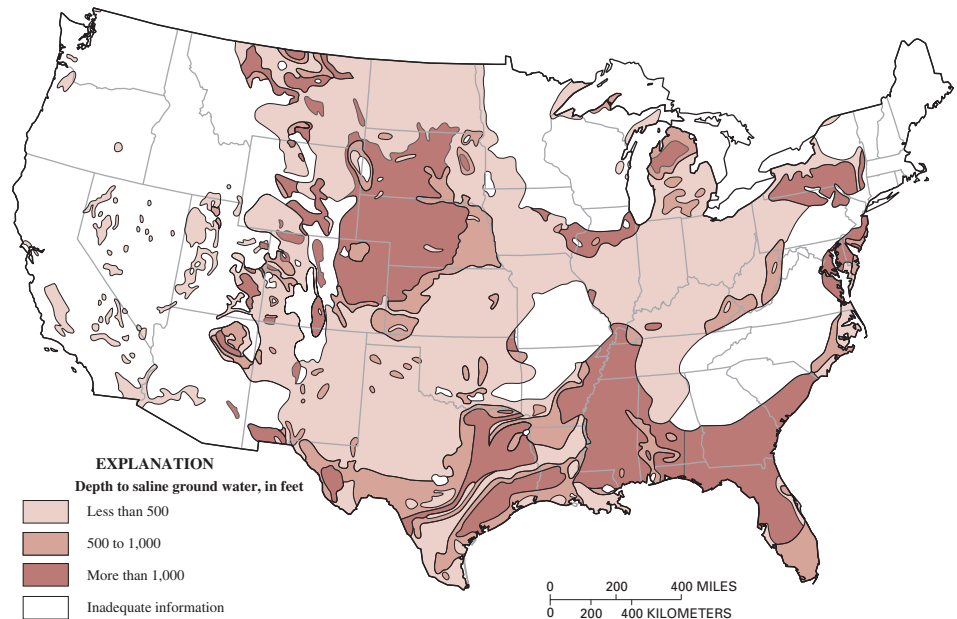 EXPLANATION
Depth to saline ground water, in feet
Less than 500
500 to 1,000
More than 1,000
Inadequate information
0 200 400 MILES
0 200 400 KILOMETERS